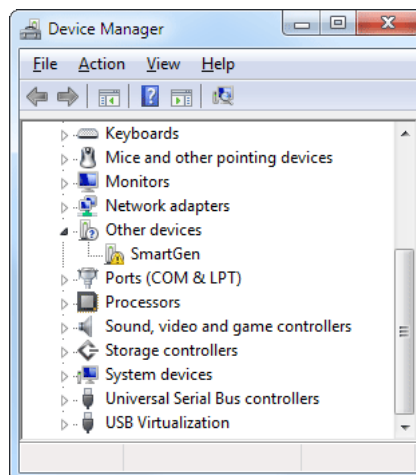 Device Manager
File Action View Help
Keyboards
Mice and other pointing devices
Monitors
Network adapters
Other devices
SmartGen
Ports (COM & LPT)
Processors
Sound, video and game controllers
Storage controllers
System devices
Universal Serial Bus controllers
USB Virtualization